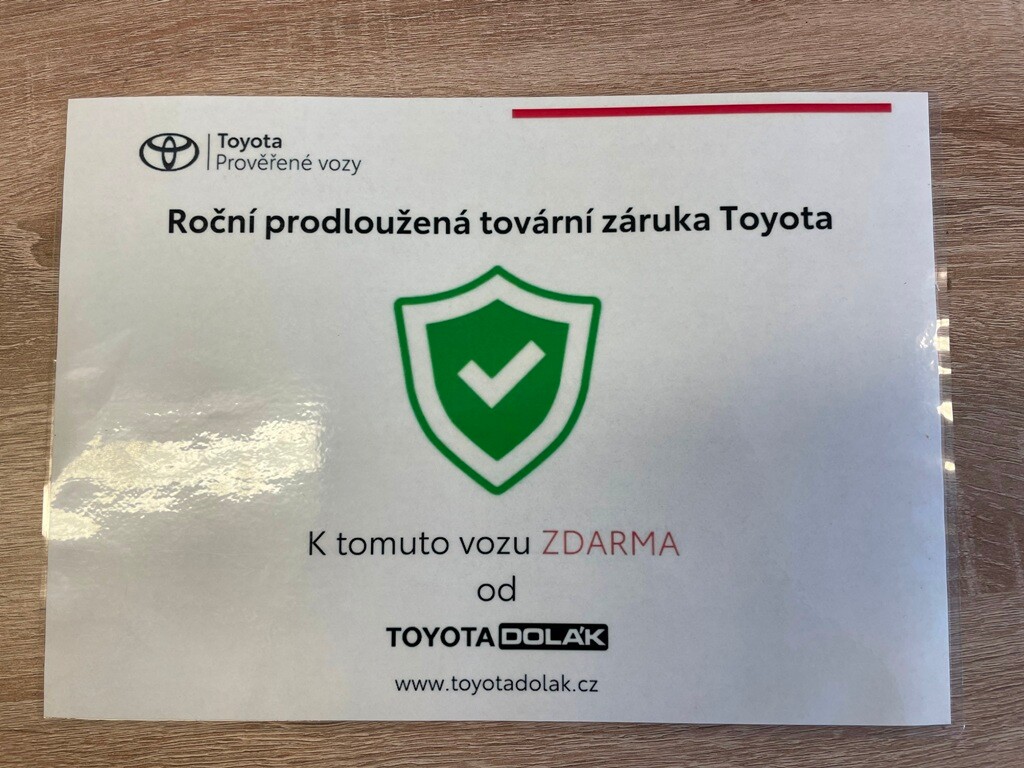 Toyota
Prověřené vozy
Roční prodloužená tovární záruka Toyota
K tomuto vozu ZDARMA
od
TOYOTA DOLÁK
www.toyotadolak.cz